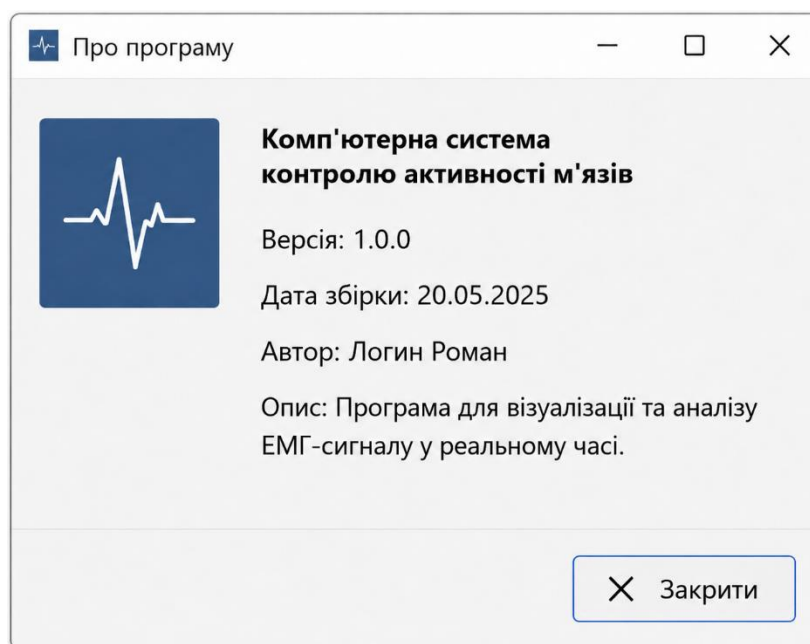 Про програму
Комп'ютерна система
контролю активності м'язів
Версія: 1.0.0
Дата збірки: 20.05.2025
Автор: Логин Роман
Опис: Програма для візуалізації та аналізу
ЕМГ-сигналу у реальному часі.
Закрити